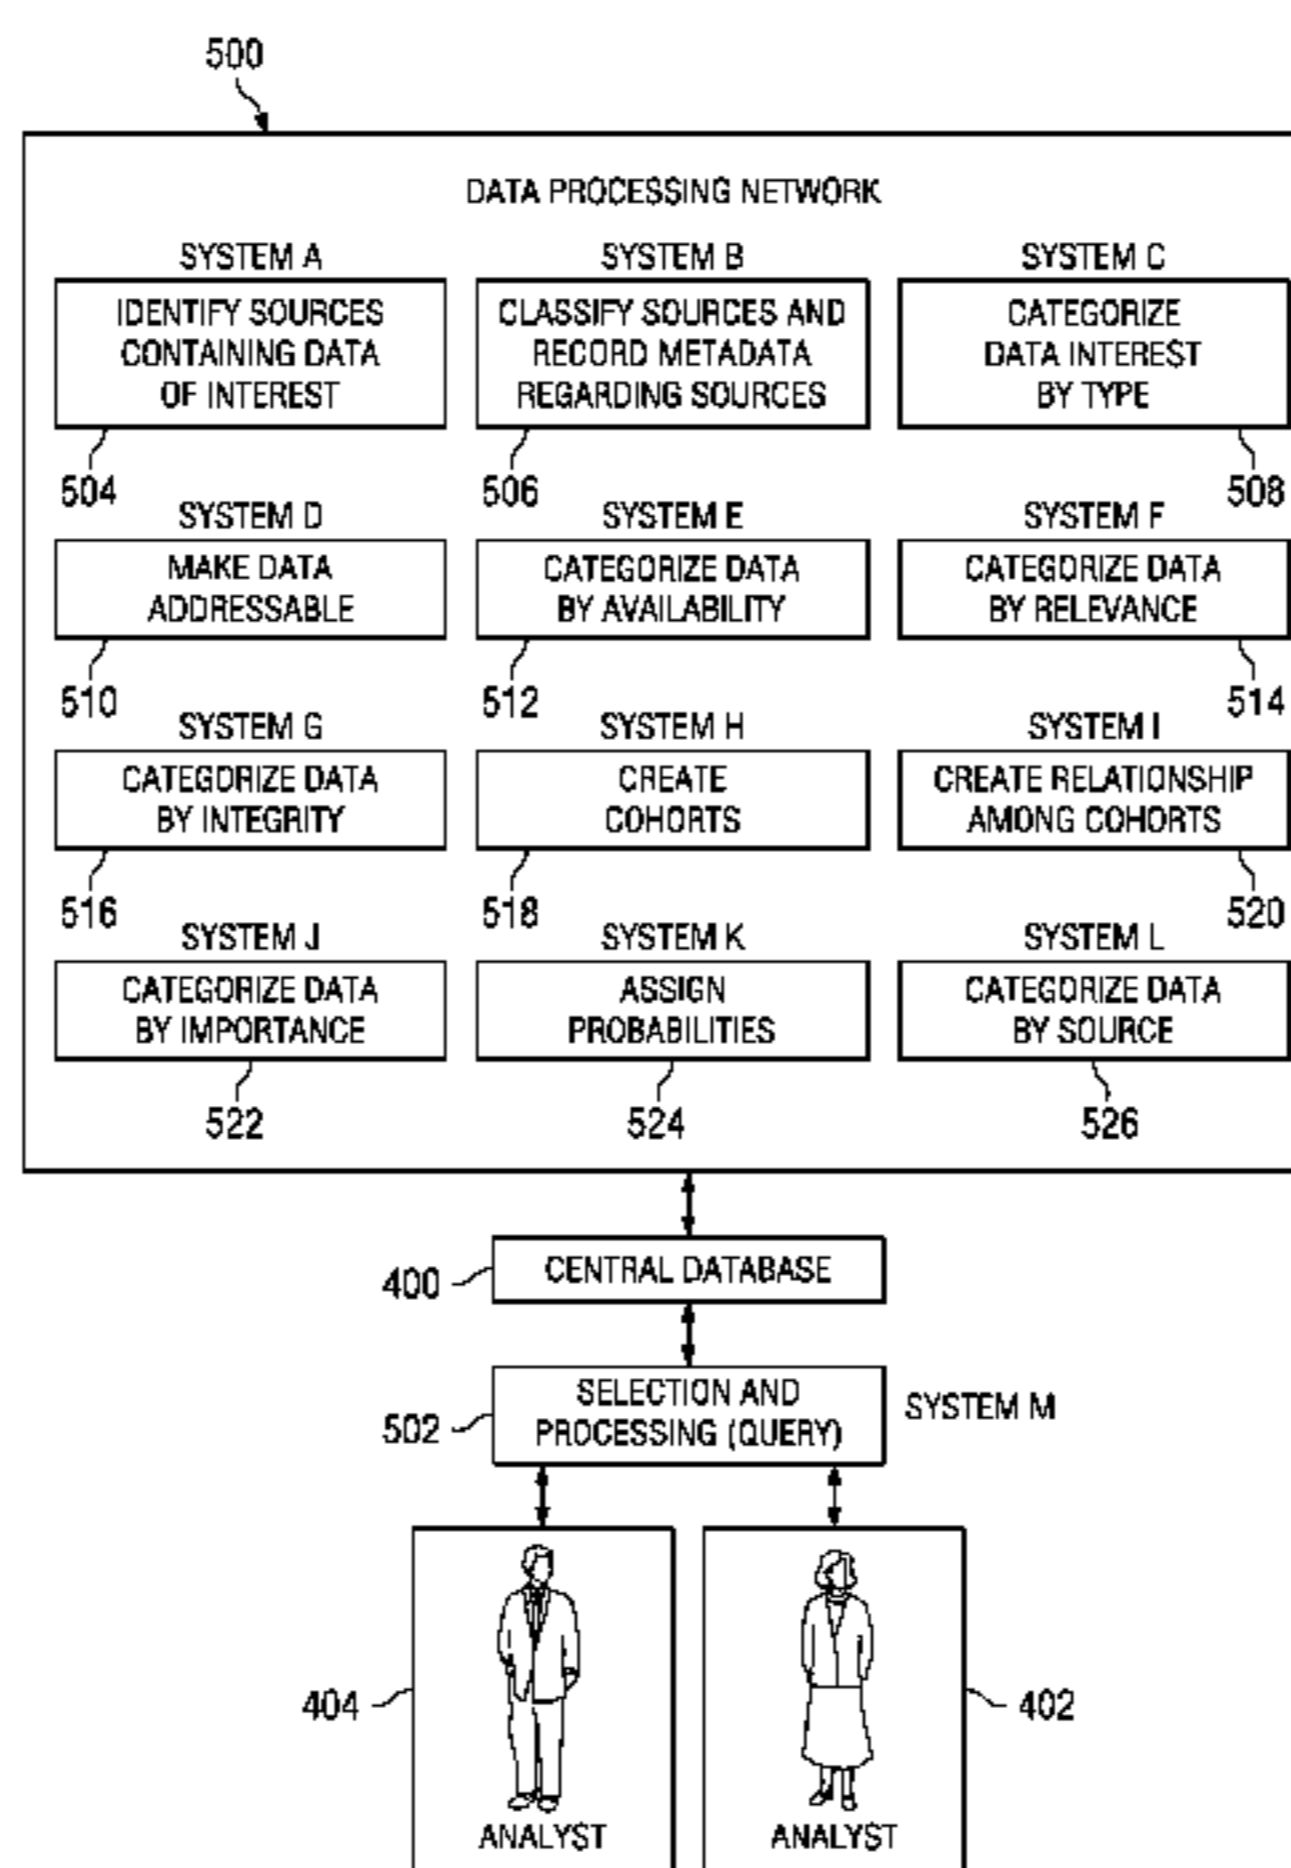 500
DATA PROCESSING NETWORK
SYSTEM A
IDENTIFY SOURCES
CONTAINING DATA
OF INTEREST
504
SYSTEM B
CLASSIFY SOURCES AND
RECORD METADATA
REGARDING SOURCES
506
SYSTEM C
CATEGORIZE
DATA INTEREST
BY TYPE
508
SYSTEM D
MAKE DATA
ADDRESSABLE
510
SYSTEM E
CATEGORIZE DATA
BY AVAILABILITY
512
SYSTEM F
CATEGORIZE DATA
BY RELEVANCE
514
SYSTEM G
CATEGORIZE DATA
BY INTEGRITY
516
SYSTEM H
CREATE
COHORTS
518
SYSTEM I
CREATE RELATIONSHIP
AMONG COHORTS
520
SYSTEM J
CATEGORIZE DATA
BY IMPORTANCE
522
SYSTEM K
ASSIGN
PROBABILITIES
524
SYSTEM L
CATEGORIZE DATA
BY SOURCE
526
400
CENTRAL DATABASE
502
SELECTION AND
PROCESSING (QUERY)
SYSTEM M
404
ANALYST
402
ANALYST